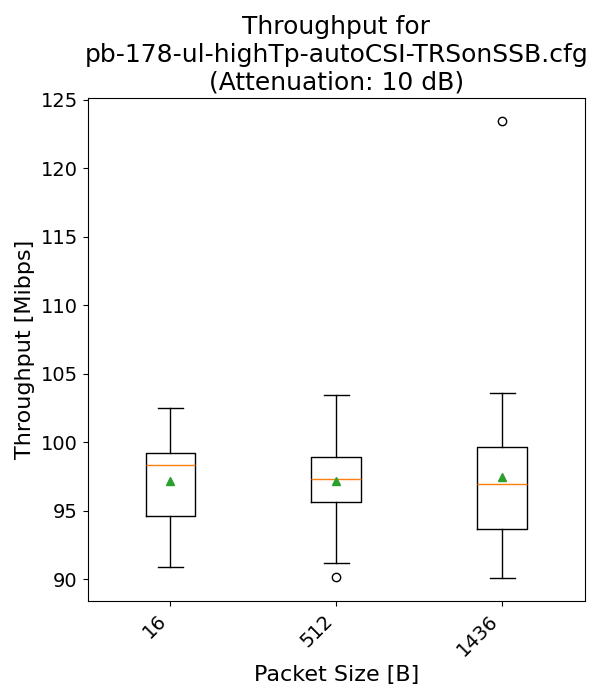 Throughput for
pb-178-ul-highTp-autoCSI-TRSonSSB.cfg
(Attenuation: 10 dB)
125
120
115
110
105
100
95
90
Throughput [Mibps]
16
512
1436
Packet Size [B]